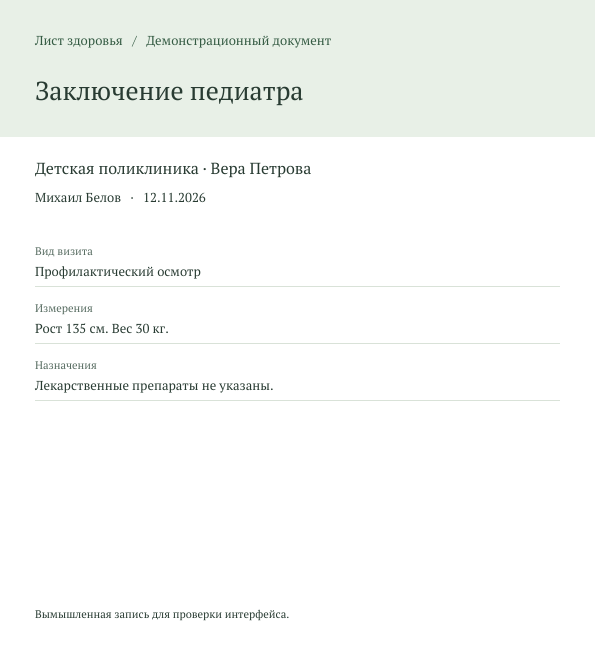 Лист здоровья / Демонстрационный документ
Заключение педиатра
Детская поликлиника · Вера Петрова
Михаил Белов · 12.11.2026
Вид визита
Профилактический осмотр
Измерения
Рост 135 см. Вес 30 кг.
Назначения
Лекарственные препараты не указаны.
Вымышленная запись для проверки интерфейса.